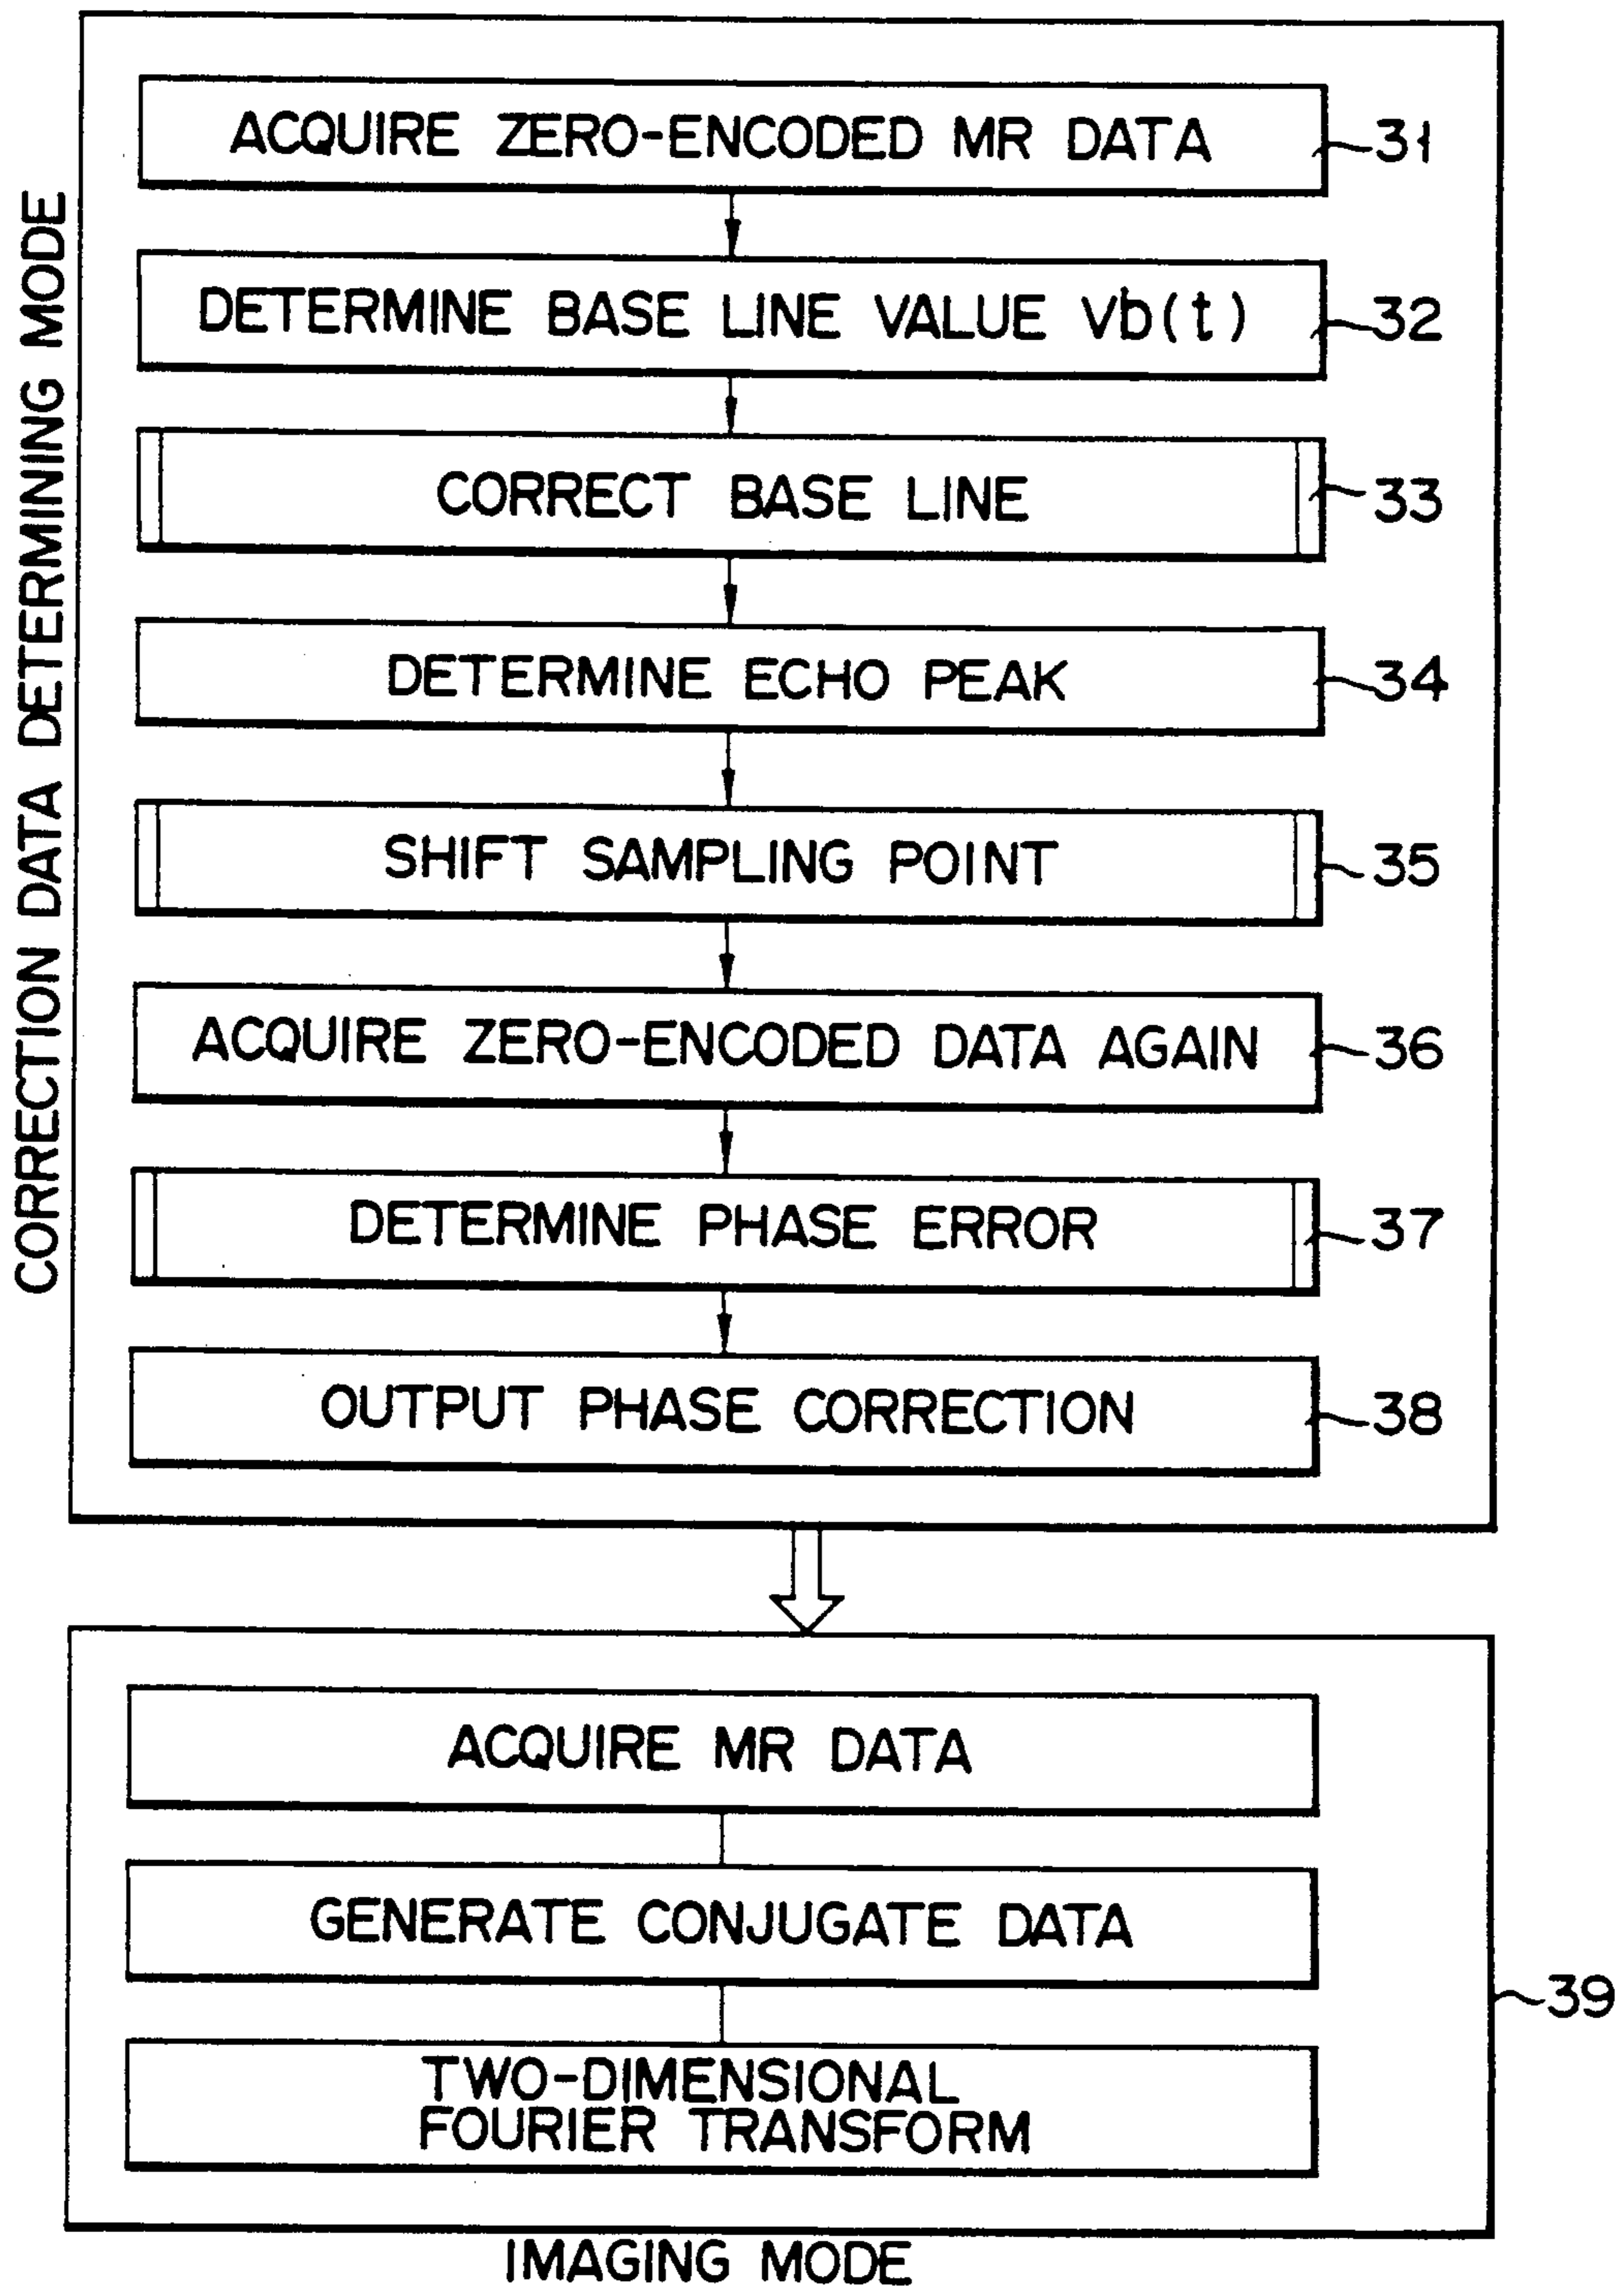 CORRECTION DATA DETERMINING MODE
ACQUIRE ZERO-ENCODED MR DATA
31
DETERMINE BASE LINE VALUE Vb(t)
32
CORRECT BASE LINE
33
DETERMINE ECHO PEAK
34
SHIFT SAMPLING POINT
35
ACQUIRE ZERO-ENCODED DATA AGAIN
36
DETERMINE PHASE ERROR
37
OUTPUT PHASE CORRECTION
38
ACQUIRE MR DATA
GENERATE CONJUGATE DATA
39
TWO-DIMENSIONAL
FOURIER TRANSFORM
IMAGING MODE